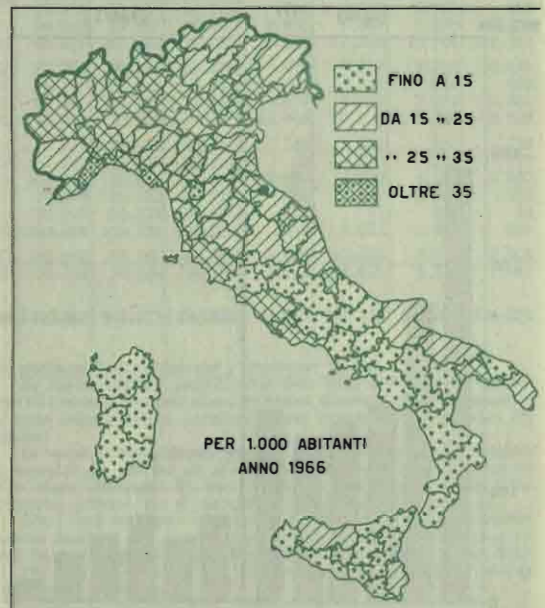 FINO A 15
DA 15 „ 25
„ 25 „ 35
OLTRE 35
PER 1.000 ABITANTI
ANNO 1966